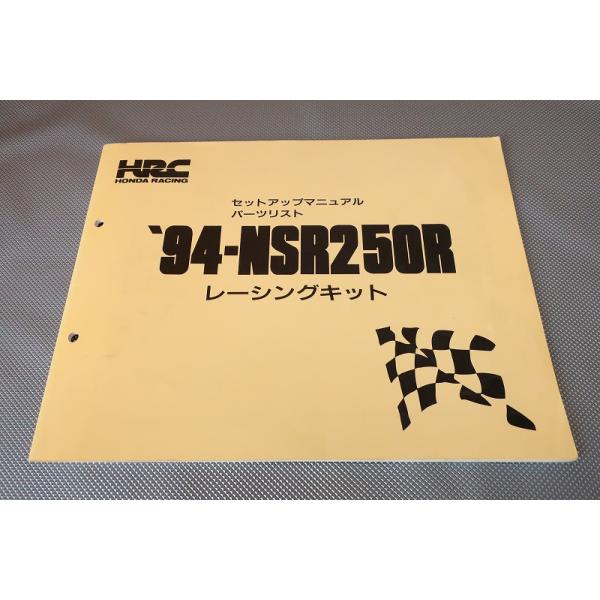 HRC
HONDA RACING
セットアップマニュアル
パーツリスト
'94-NSR250R
レーシングキット